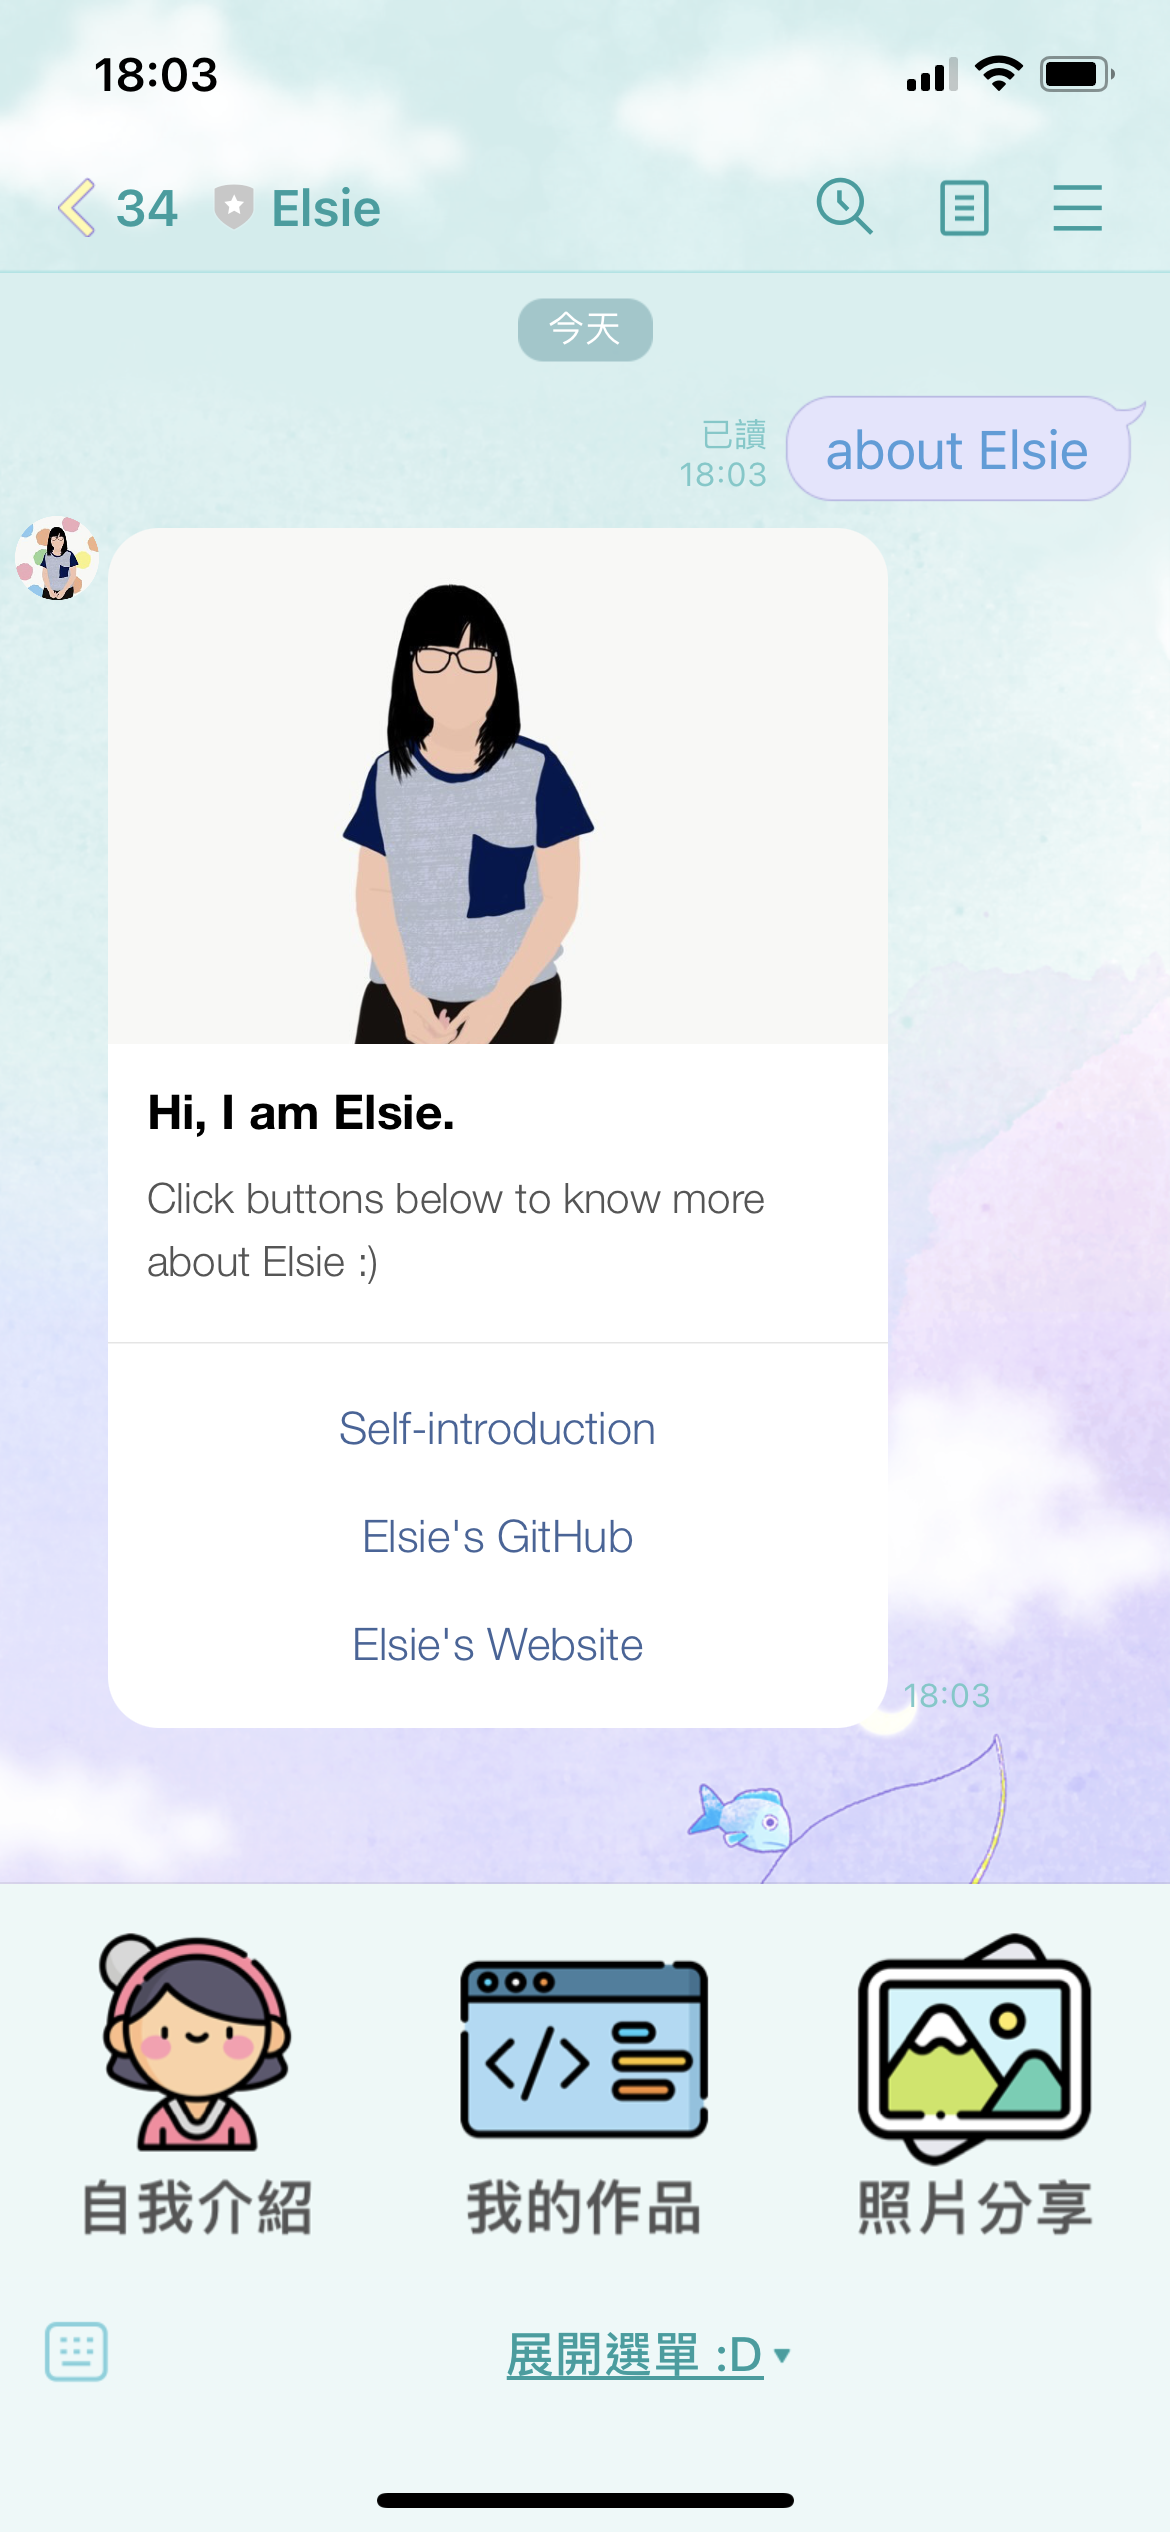 18:03
34 Elsie
今天
已讀
18:03
about Elsie
Hi, I am Elsie.
Click buttons below to know more
about Elsie :)
Self-introduction
Elsie's GitHub
Elsie's Website
18:03
</>
自我介紹
我的作品
照片分享
展開選單 :D ▾